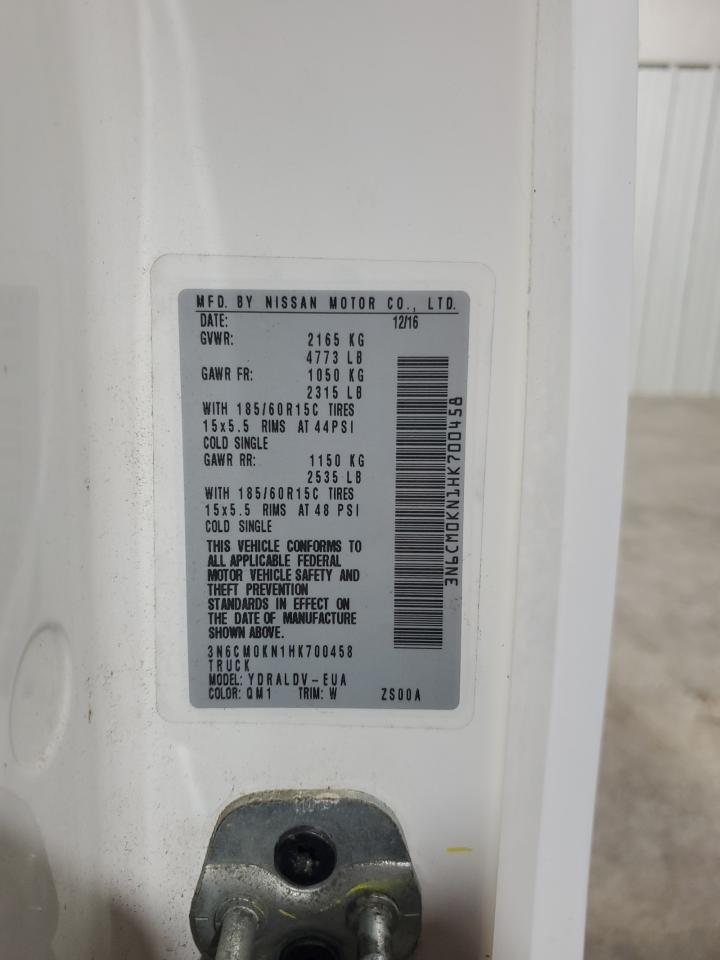 MFD. BY NISSAN MOTOR CO., LTD.
DATE: 12/16
GVWR: 2165 KG
4773 LB
GAWR FR: 1050 KG
2315 LB
WITH 185/60R15C TIRES
15x5.5 RIMS AT 44PSI
COLD SINGLE
GAWR RR: 1150 KG
2535 LB
WITH 185/60R15C TIRES
15x5.5 RIMS AT 48 PSI
COLD SINGLE
THIS VEHICLE CONFORMS TO
ALL APPLICABLE FEDERAL
MOTOR VEHICLE SAFETY AND
THEFT PREVENTION
STANDARDS IN EFFECT ON
THE DATE OF MANUFACTURE
SHOWN ABOVE.
3N6CM0KN1HK700458
TRUCK
MODEL: YDRALDV-EUA
COLOR: QM1 TRIM: W ZS00A
3N6CM0KN1HK700458